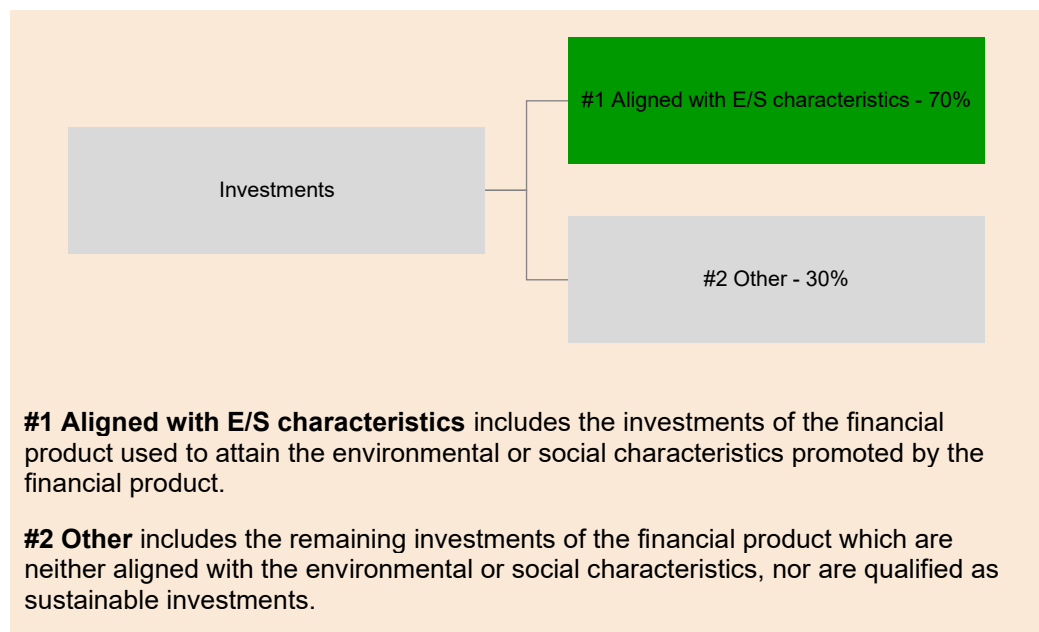 #1 Aligned with E/S characteristics - 70%
Investments
#2 Other - 30%
#1 Aligned with E/S characteristics includes the investments of the financial
product used to attain the environmental or social characteristics promoted by the
financial product.
#2 Other includes the remaining investments of the financial product which are
neither aligned with the environmental or social characteristics, nor are qualified as
sustainable investments.